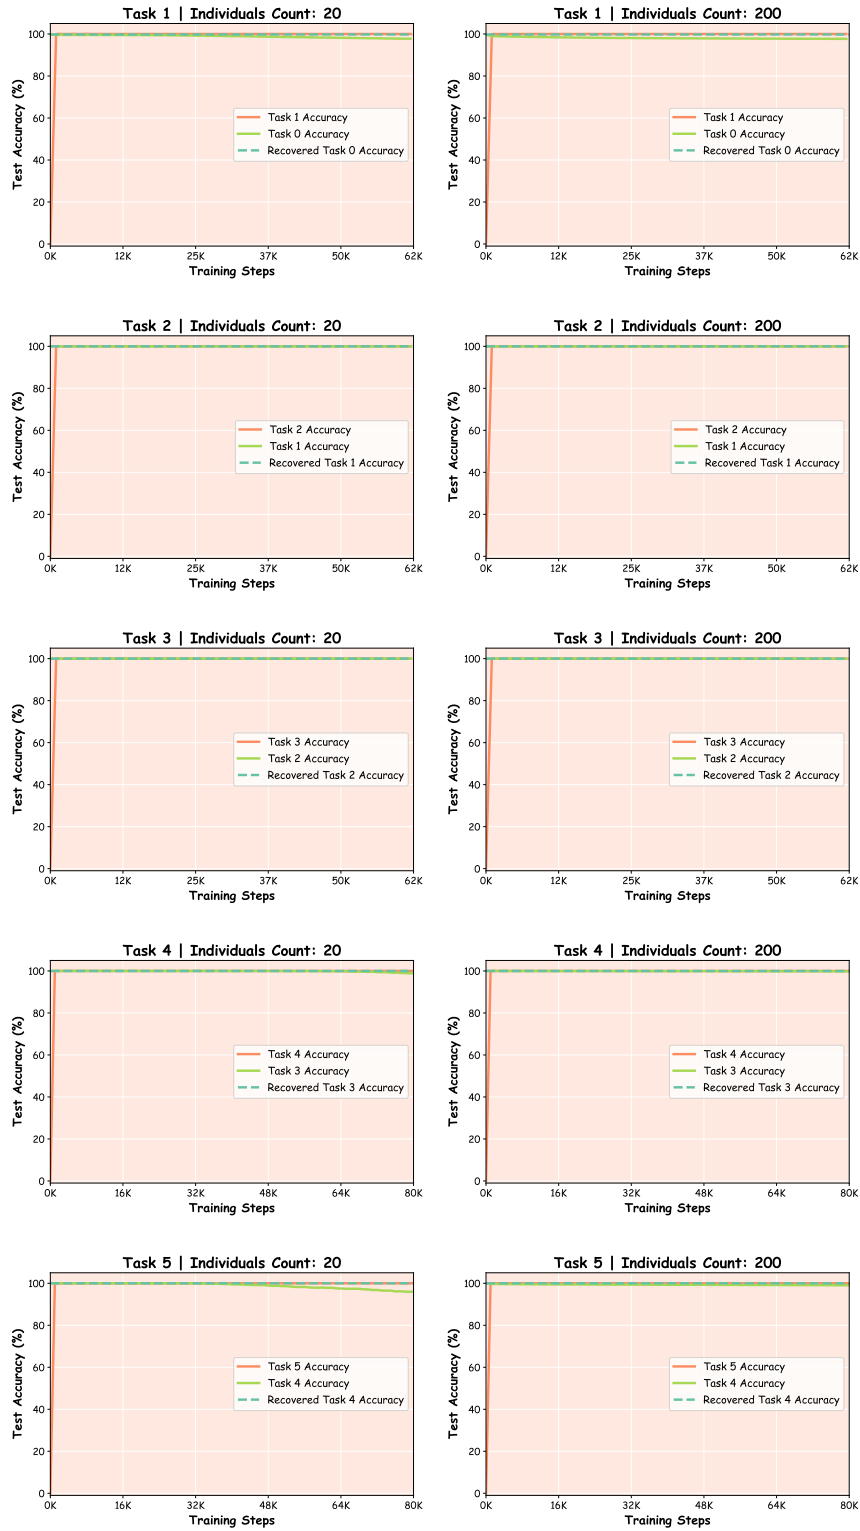 Task 1 | Individuals Count: 20
Test Accuracy (%)
100
80
60
40
20
0
Task 1 Accuracy
Task 0 Accuracy
Recovered Task 0 Accuracy
0K 12K 25K 37K 50K 62K
Training Steps
Task 1 | Individuals Count: 200
Test Accuracy (%)
100
80
60
40
20
0
Task 1 Accuracy
Task 0 Accuracy
Recovered Task 0 Accuracy
0K 12K 25K 37K 50K 62K
Training Steps
Task 2 | Individuals Count: 20
Test Accuracy (%)
100
80
60
40
20
0
Task 2 Accuracy
Task 1 Accuracy
Recovered Task 1 Accuracy
0K 12K 25K 37K 50K 62K
Training Steps
Task 2 | Individuals Count: 200
Test Accuracy (%)
100
80
60
40
20
0
Task 2 Accuracy
Task 1 Accuracy
Recovered Task 1 Accuracy
0K 12K 25K 37K 50K 62K
Training Steps
Task 3 | Individuals Count: 20
Test Accuracy (%)
100
80
60
40
20
0
Task 3 Accuracy
Task 2 Accuracy
Recovered Task 2 Accuracy
0K 12K 25K 37K 50K 62K
Training Steps
Task 3 | Individuals Count: 200
Test Accuracy (%)
100
80
60
40
20
0
Task 3 Accuracy
Task 2 Accuracy
Recovered Task 2 Accuracy
0K 12K 25K 37K 50K 62K
Training Steps
Task 4 | Individuals Count: 20
Test Accuracy (%)
100
80
60
40
20
0
Task 4 Accuracy
Task 3 Accuracy
Recovered Task 3 Accuracy
0K 16K 32K 48K 64K 80K
Training Steps
Task 4 | Individuals Count: 200
Test Accuracy (%)
100
80
60
40
20
0
Task 4 Accuracy
Task 3 Accuracy
Recovered Task 3 Accuracy
0K 16K 32K 48K 64K 80K
Training Steps
Task 5 | Individuals Count: 20
Test Accuracy (%)
100
80
60
40
20
0
Task 5 Accuracy
Task 4 Accuracy
Recovered Task 4 Accuracy
0K 16K 32K 48K 64K 80K
Training Steps
Task 5 | Individuals Count: 200
Test Accuracy (%)
100
80
60
40
20
0
Task 5 Accuracy
Task 4 Accuracy
Recovered Task 4 Accuracy
0K 16K 32K 48K 64K 80K
Training Steps